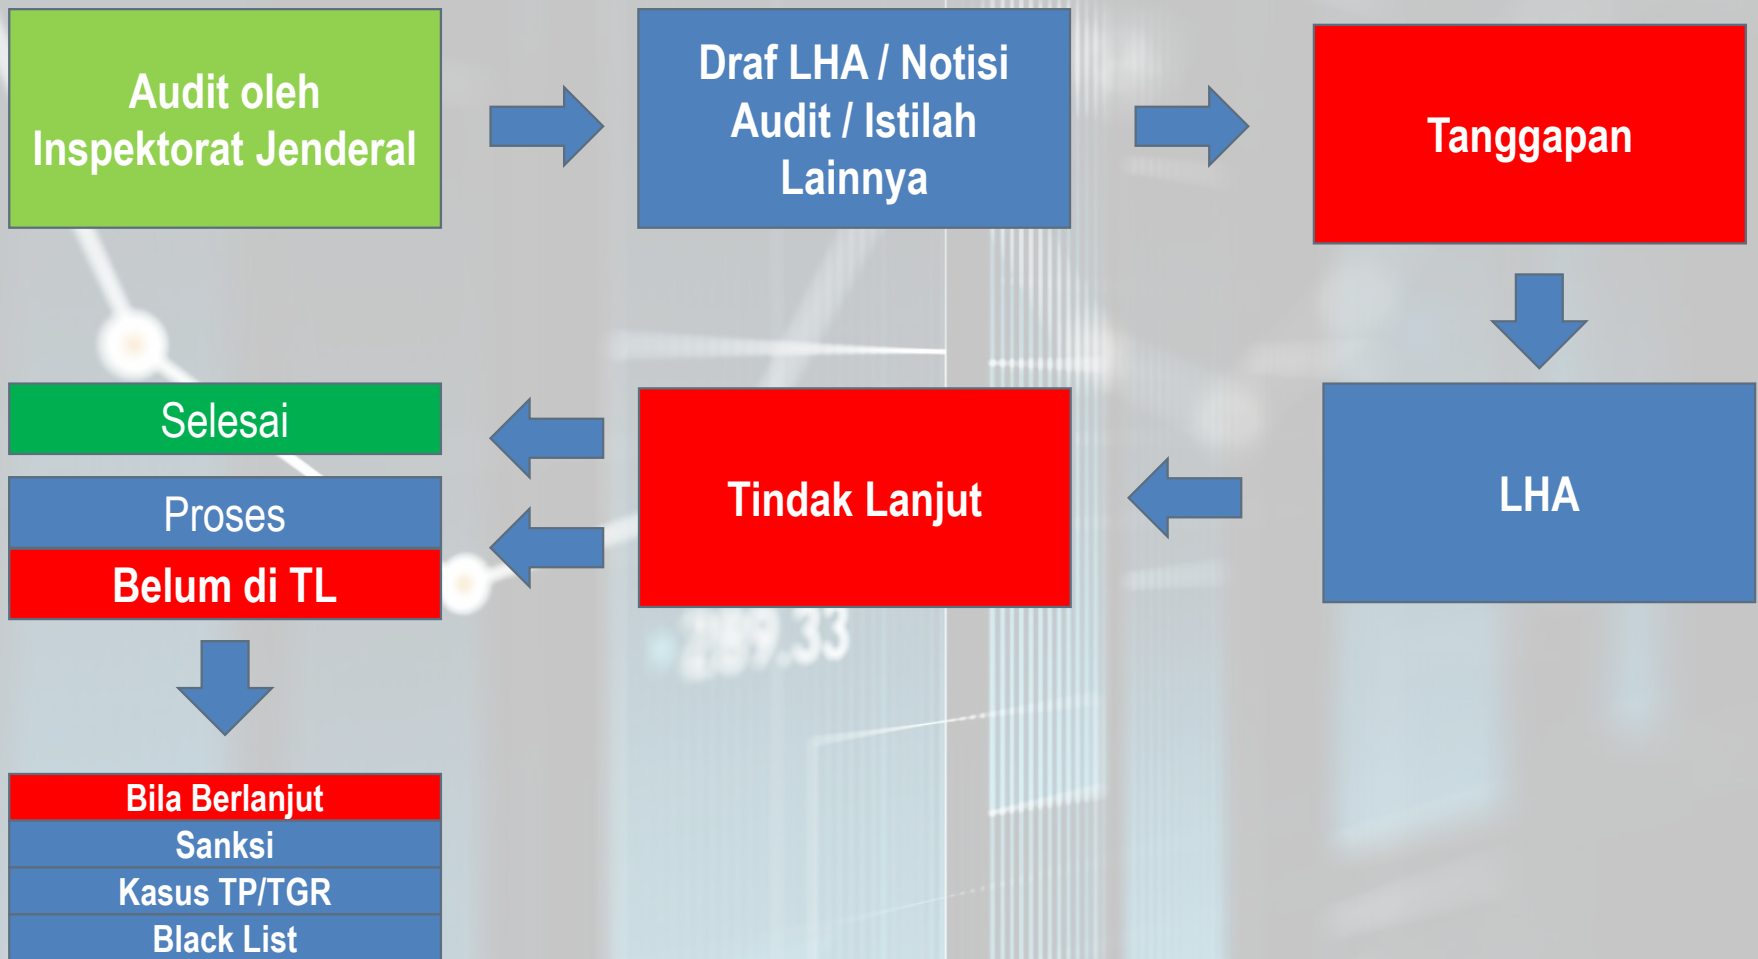 Audit oleh
Inspektorat Jenderal
Draf LHA / Notisi
Audit / Istilah
Lainnya
Tanggapan
LHA
Tindak Lanjut
Selesai
Proses
Belum di TL
Bila Berlanjut
Sanksi
Kasus TP/TGR
Black List